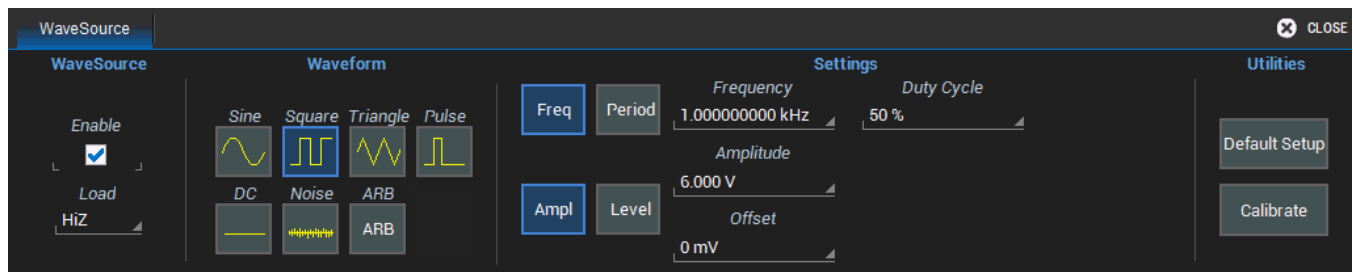 WaveSource
CLOSE
WaveSource
Enable
Load
HiZ
Waveform
Sine Square Triangle Pulse
DC Noise ARB
ARB
Settings
Freq Period
Frequency
1.000000000 kHz
Duty Cycle
50 %
Amplitude
6.000 V
Ampl Level
Offset
0 mV
Utilities
Default Setup
Calibrate